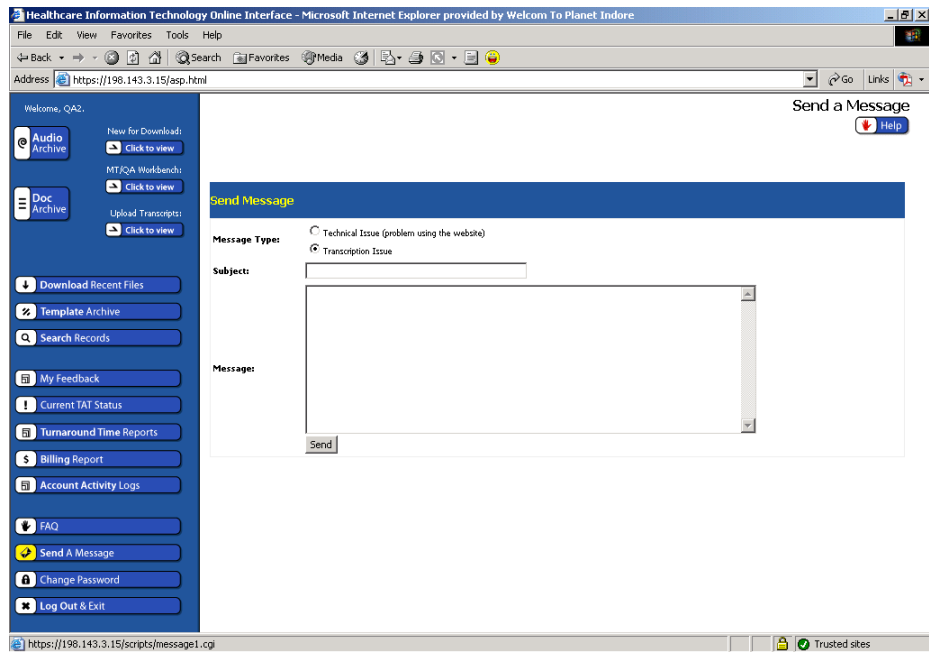 Healthcare Information Technology Online Interface - Microsoft Internet Explorer provided by Welcom To Planet Indore
File Edit View Favorites Tools Help
Back Search Favorites Media
Address https://198.143.3.15/asp.html Go Links
Welcome, QA2.
Send a Message
Help
Audio Archive
New for Download:
Click to view
MT/QA Workbench:
Click to view
Doc Archive
Upload Transcripts:
Click to view
Download Recent Files
Template Archive
Search Records
My Feedback
Current TAT Status
Turnaround Time Reports
$ Billing Report
Account Activity Logs
FAQ
Send A Message
Change Password
Log Out & Exit
Send Message
Message Type:
Technical Issue (problem using the website)
Transcription Issue
Subject:
Message:
Send
https://198.143.3.15/scripts/message1.cgi
Trusted sites